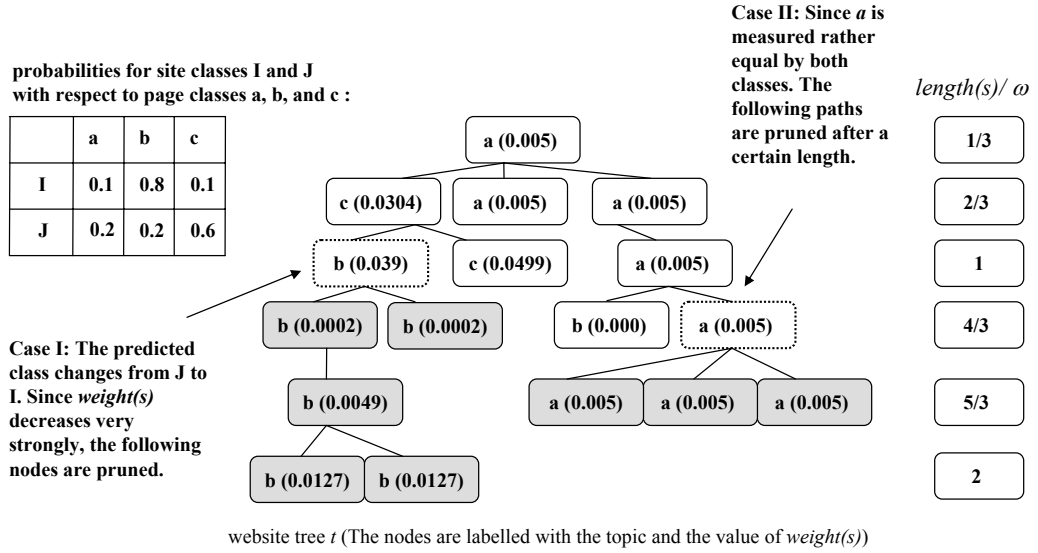 Case II: Since a is
measured rather
equal by both
classes. The
following paths
are pruned after a
certain length.
probabilities for site classes I and J
with respect to page classes a, b, and c :
a b c
I 0.1 0.8 0.1
J 0.2 0.2 0.6
length(s)/ ω
a (0.005) 1/3
c (0.0304) a (0.005) a (0.005) 2/3
b (0.039) c (0.0499) a (0.005) 1
b (0.0002) b (0.0002) b (0.000) a (0.005) 4/3
Case I: The predicted
class changes from J to
I. Since weight(s)
decreases very
strongly, the following
nodes are pruned.
b (0.0049) a (0.005) a (0.005) a (0.005) 5/3
b (0.0127) b (0.0127) 2
website tree t (The nodes are labelled with the topic and the value of weight(s))